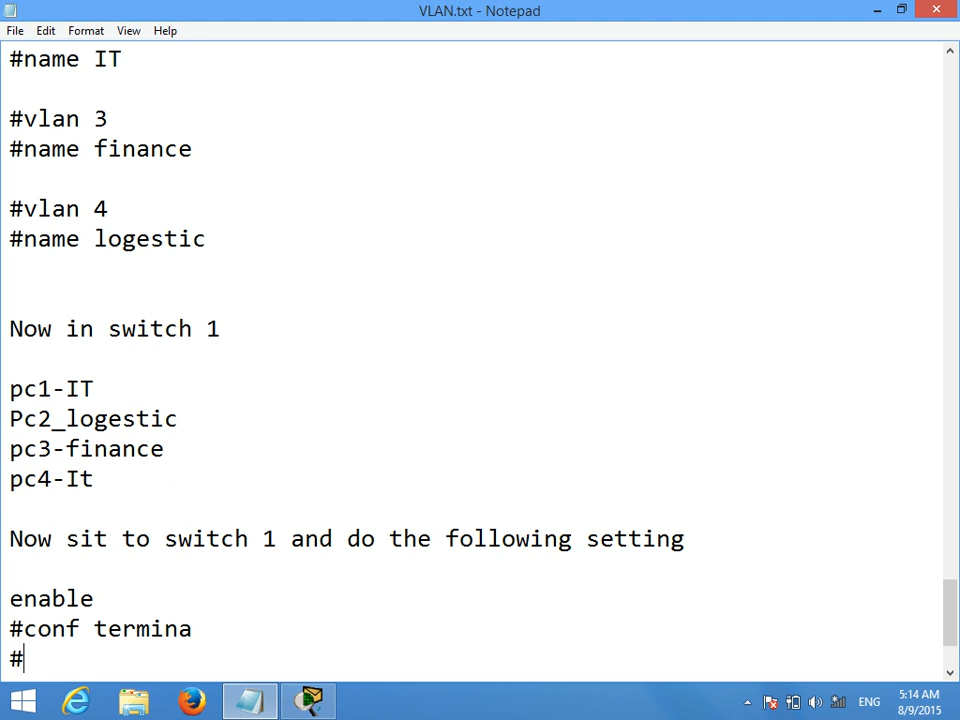 VLAN.txt - Notepad
File Edit Format View Help
#name IT
#vlan 3
#name finance
#vlan 4
#name logestic
Now in switch 1
pc1-IT
Pc2_logestic
pc3-finance
pc4-It
Now sit to switch 1 and do the following setting
enable
#conf termina
#
ENG
5:14 AM
8/9/2015